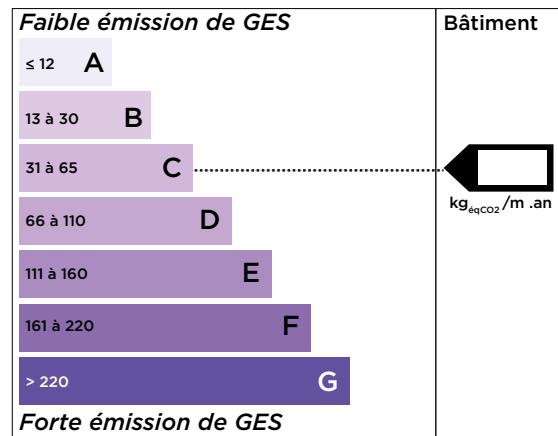 Faible émission de GES
Bâtiment
≤ 12 A
13 à 30 B
31 à 65 C
66 à 110 D
111 à 160 E
161 à 220 F
> 220 G
kgéqCO2/m .an
Forte émission de GES